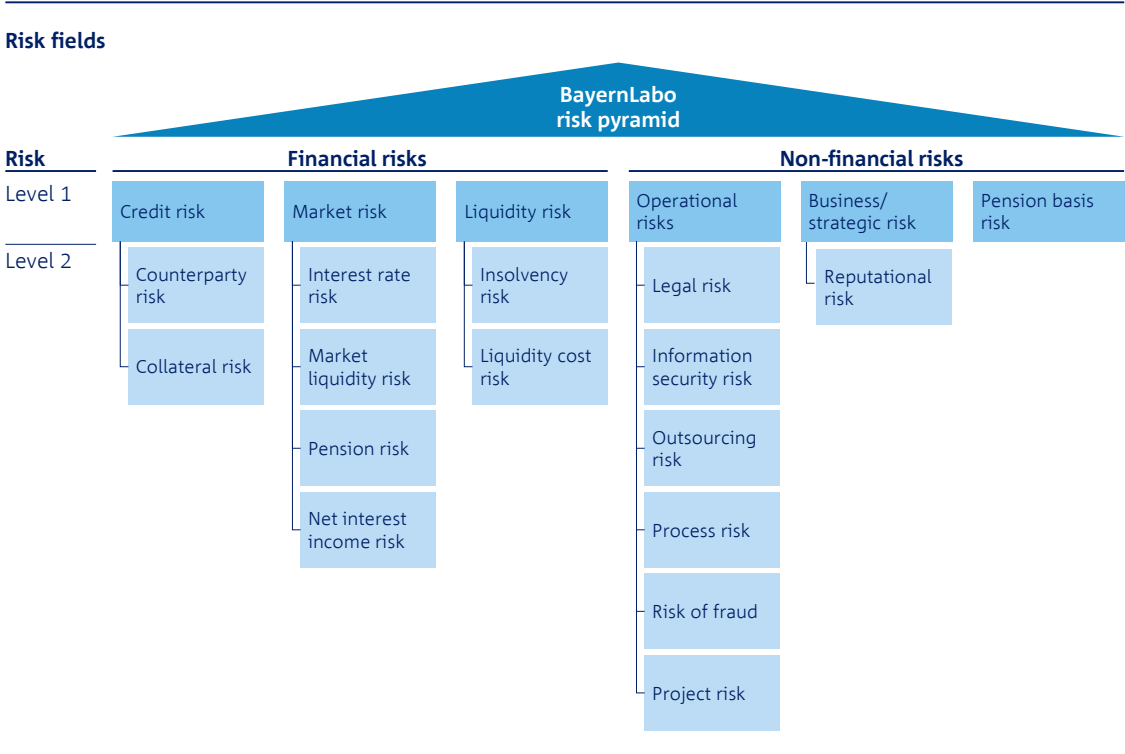 Risk fields
BayernLabo
risk pyramid
Risk
Financial risks
Non-financial risks
Level 1
Credit risk
Market risk
Liquidity risk
Operational
risks
Business/
strategic risk
Pension basis
risk
Level 2
Counterparty
risk
Collateral risk
Interest rate
risk
Market
liquidity risk
Pension risk
Net interest
income risk
Insolvency
risk
Liquidity cost
risk
Legal risk
Information
security risk
Outsourcing
risk
Process risk
Risk of fraud
Project risk
Reputational
risk